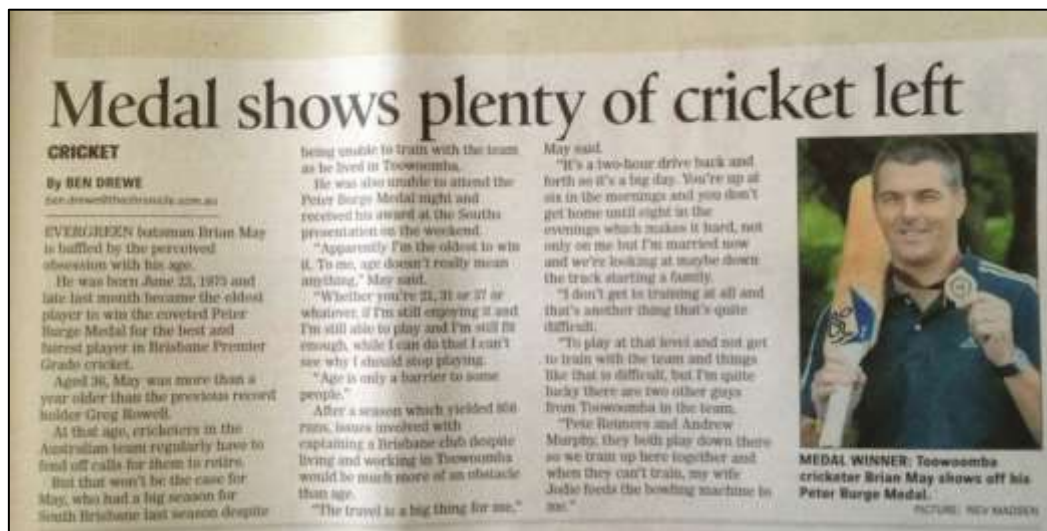 Medal shows plenty of cricket left
CRICKET
By BEN DREWE
ben.drewe@thechronicle.com.au
EVERGREEN batsman Brian May
is baffled by the perceived
obsession with his age.
He was born June 23, 1975 and
late last month became the oldest
player to win the coveted Peter
Burge Medal for the best and
fairest player in Brisbane Premier
Grade cricket.
Aged 36, May was more than a
year older than the previous record
holder Greg Rowell.
At that age, cricketers in the
Australian team regularly have to
fend off calls for them to retire.
But that won't be the case for
May, who had a big season for
South Brisbane last season despite
being unable to train with the team
as he lived in Toowoomba.
He was also unable to attend the
Peter Burge Medal night and
received his award at the Souths
presentation on the weekend.
"Apparently I'm the oldest to win
it. To me, age doesn't really mean
anything," May said.
"Whether you're 21, 31 or 37 or
whatever, if I'm still enjoying it and
I'm still able to play and I'm still fit
enough, while I can do that I can't
see why I should stop playing.
"Age is only a barrier to some
people."
After a season which yielded
runs, issues involved with
captaining a Brisbane club despite
living and working in Toowoomba
would be much more of an obstacle
than age.
"The travel is a big thing for me,"
May said.
"It's a two-hour drive back and
forth so it's a big day. You're up at
six in the mornings and you don't
get home until eight in the
evenings which makes it hard, not
only on me but I'm married now
and we're looking at maybe down
the track starting a family.
"I don't get to training at all and
that's another thing that's quite
difficult.
"To play at that level and not get
to train with the team and things
like that is difficult, but I'm quite
lucky there are two other guys
from Toowoomba in the team.
"Pete Reimers and Andrew
Murphy, they both play down there
so we train up here together and
when they can't train, my wife
Jodie feeds the bowling machine to
me."
MEDAL WINNER: Toowoomba
cricketer Brian May shows off his
Peter Burge Medal.
PICTURE: NEV MADSEN